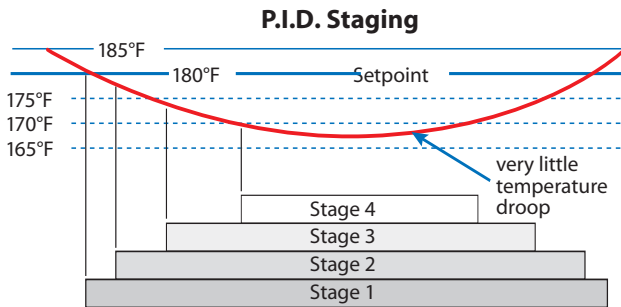 P.I.D. Staging
185°F
180°F Setpoint
175°F
170°F
165°F
very little
temperature
droop
Stage 4
Stage 3
Stage 2
Stage 1